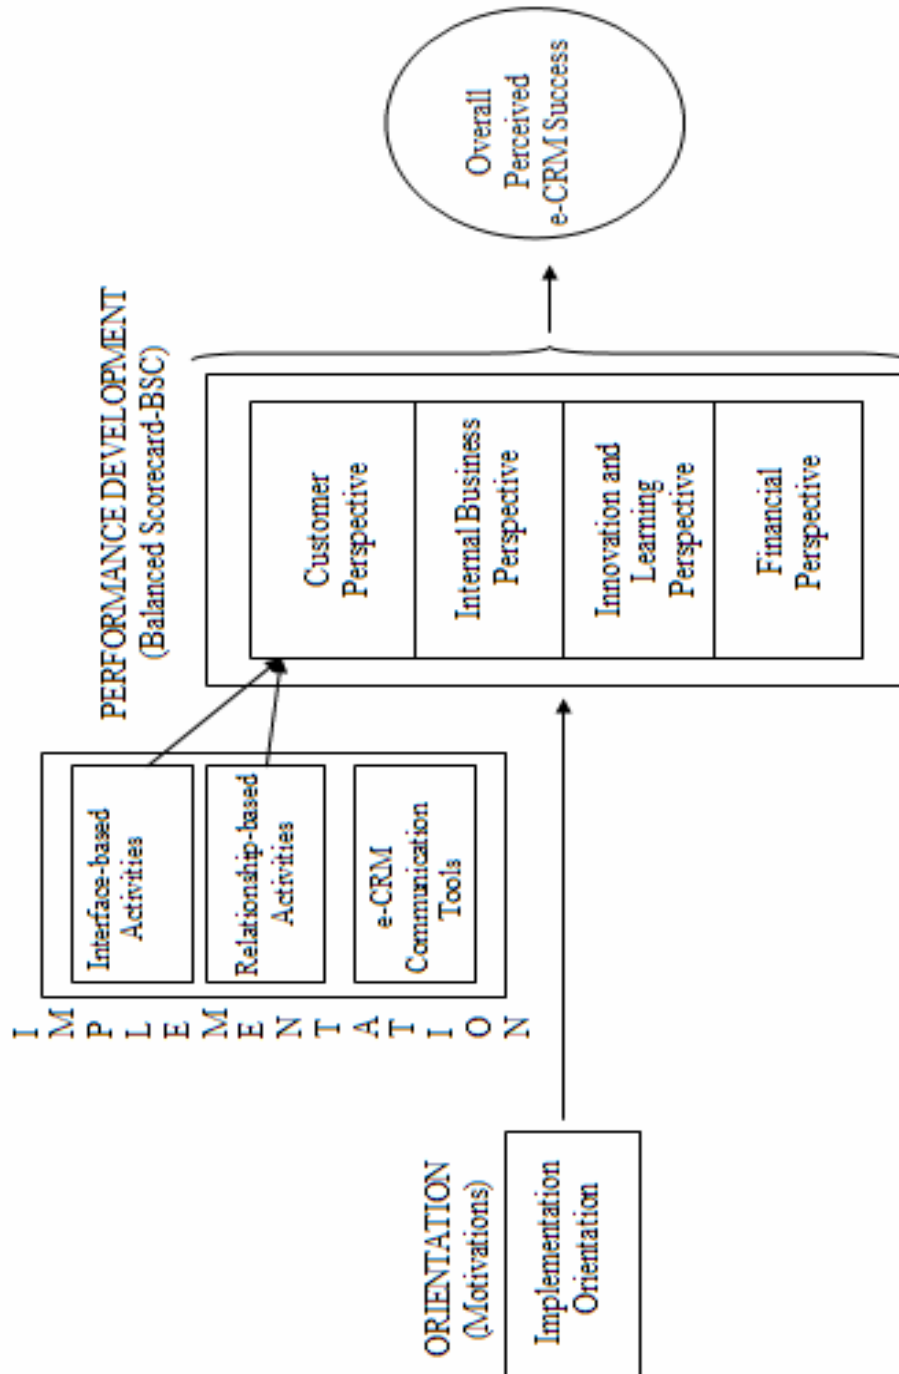 ORIENTATION
(Motivations)
Implementation
Orientation
I
M
P
L
E
M
E
N
T
A
T
I
O
N
Interface-based
Activities
Relationship-based
Activities
e-CRM
Communication
Tools
PERFORMANCE DEVELOPMENT
(Balanced Scorecard-BSC)
Customer
Perspective
Internal Business
Perspective
Innovation and
Learning
Perspective
Financial
Perspective
Overall
Perceived
e-CRM Success